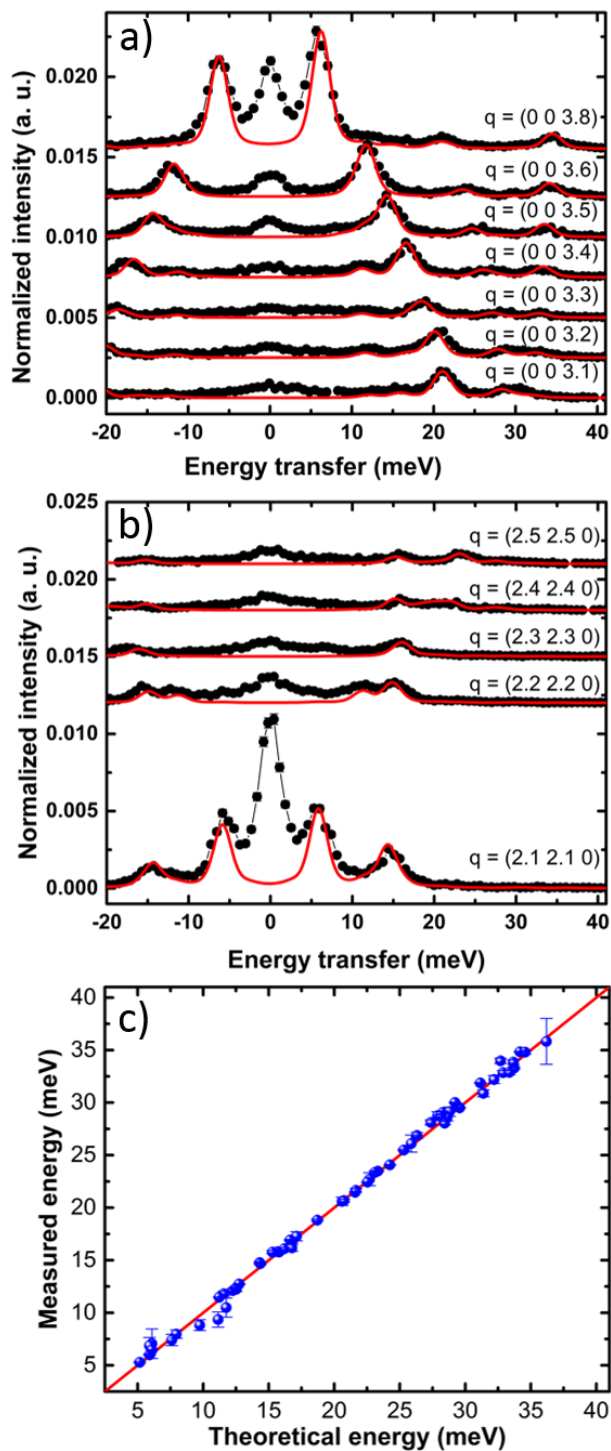 a)
Normalized intensity (a. u.)
0.020
0.015
0.010
0.005
0.000
q = (0 0 3.8)
q = (0 0 3.6)
q = (0 0 3.5)
q = (0 0 3.4)
q = (0 0 3.3)
q = (0 0 3.2)
q = (0 0 3.1)
-20 -10 0 10 20 30 40
Energy transfer (meV)
b)
Normalized intensity (a. u.)
0.025
0.020
0.015
0.010
0.005
0.000
q = (2.5 2.5 0)
q = (2.4 2.4 0)
q = (2.3 2.3 0)
q = (2.2 2.2 0)
q = (2.1 2.1 0)
-20 -10 0 10 20 30 40
Energy transfer (meV)
c)
Measured energy (meV)
40
35
30
25
20
15
10
5
5 10 15 20 25 30 35 40
Theoretical energy (meV)